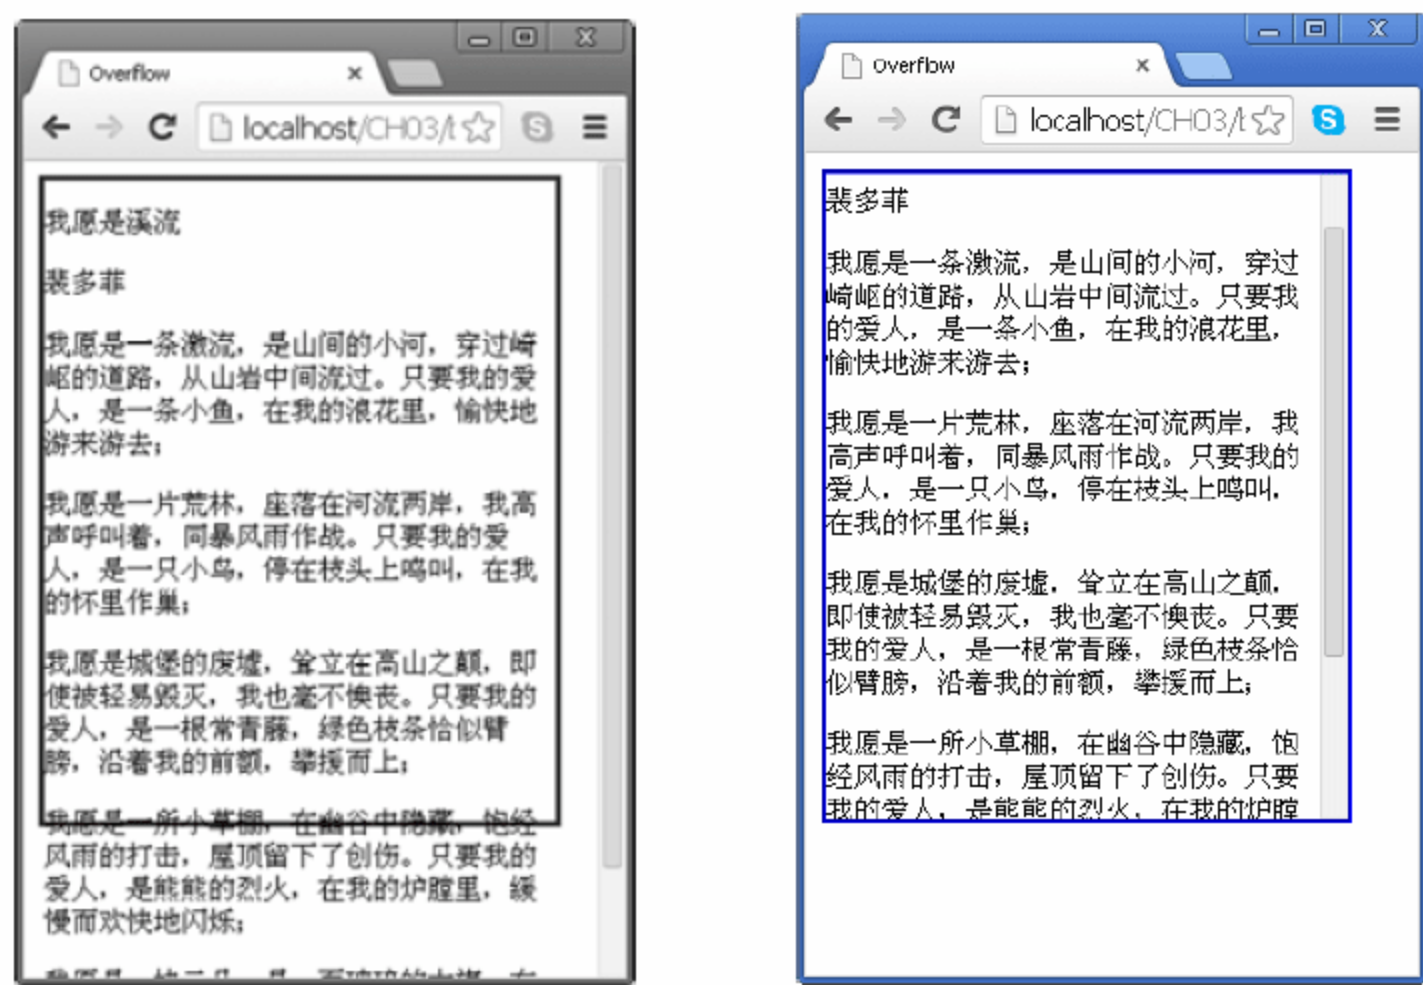 Overflow
localhost/CH03/t
我愿是溪流
裴多菲
我愿是一条激流，是山间的小河，穿过崎
岖的道路，从山岩中间流过。只要我的爱
人，是一条小鱼，在我的浪花里，愉快地
游来游去；
我愿是一片荒林，座落在河流两岸，我高
声呼叫着，同暴风雨作战。只要我的爱
人，是一只小鸟，停在枝头上鸣叫，在我
的怀里作巢；
我愿是城堡的废墟，耸立在高山之颠，即
使被轻易毁灭，我也毫不懊丧。只要我的
爱人，是一根常青藤，绿色枝条恰似臂
膀，沿着我的前额，攀援而上；
我愿是一所小草棚，在幽谷中隐藏，饱经
风雨的打击，屋顶留下了创伤。只要我的
爱人，是熊熊的烈火，在我的炉膛里，缓
慢而欢快地闪烁；
Overflow
localhost/CH03/t
裴多菲
我愿是一条激流，是山间的小河，穿过
崎岖的道路，从山岩中间流过。只要我
的爱人，是一条小鱼，在我的浪花里，
愉快地游来游去；
我愿是一片荒林，座落在河流两岸，我
高声呼叫着，同暴风雨作战。只要我的
爱人，是一只小鸟，停在枝头上鸣叫，
在我的怀里作巢；
我愿是城堡的废墟，耸立在高山之颠，
即使被轻易毁灭，我也毫不懊丧。只要
我的爱人，是一根常青藤，绿色枝条恰
似臂膀，沿着我的前额，攀援而上；
我愿是一所小草棚，在幽谷中隐藏，饱
经风雨的打击，屋顶留下了创伤。只要
我的爱人，是熊熊的烈火，在我的炉膛